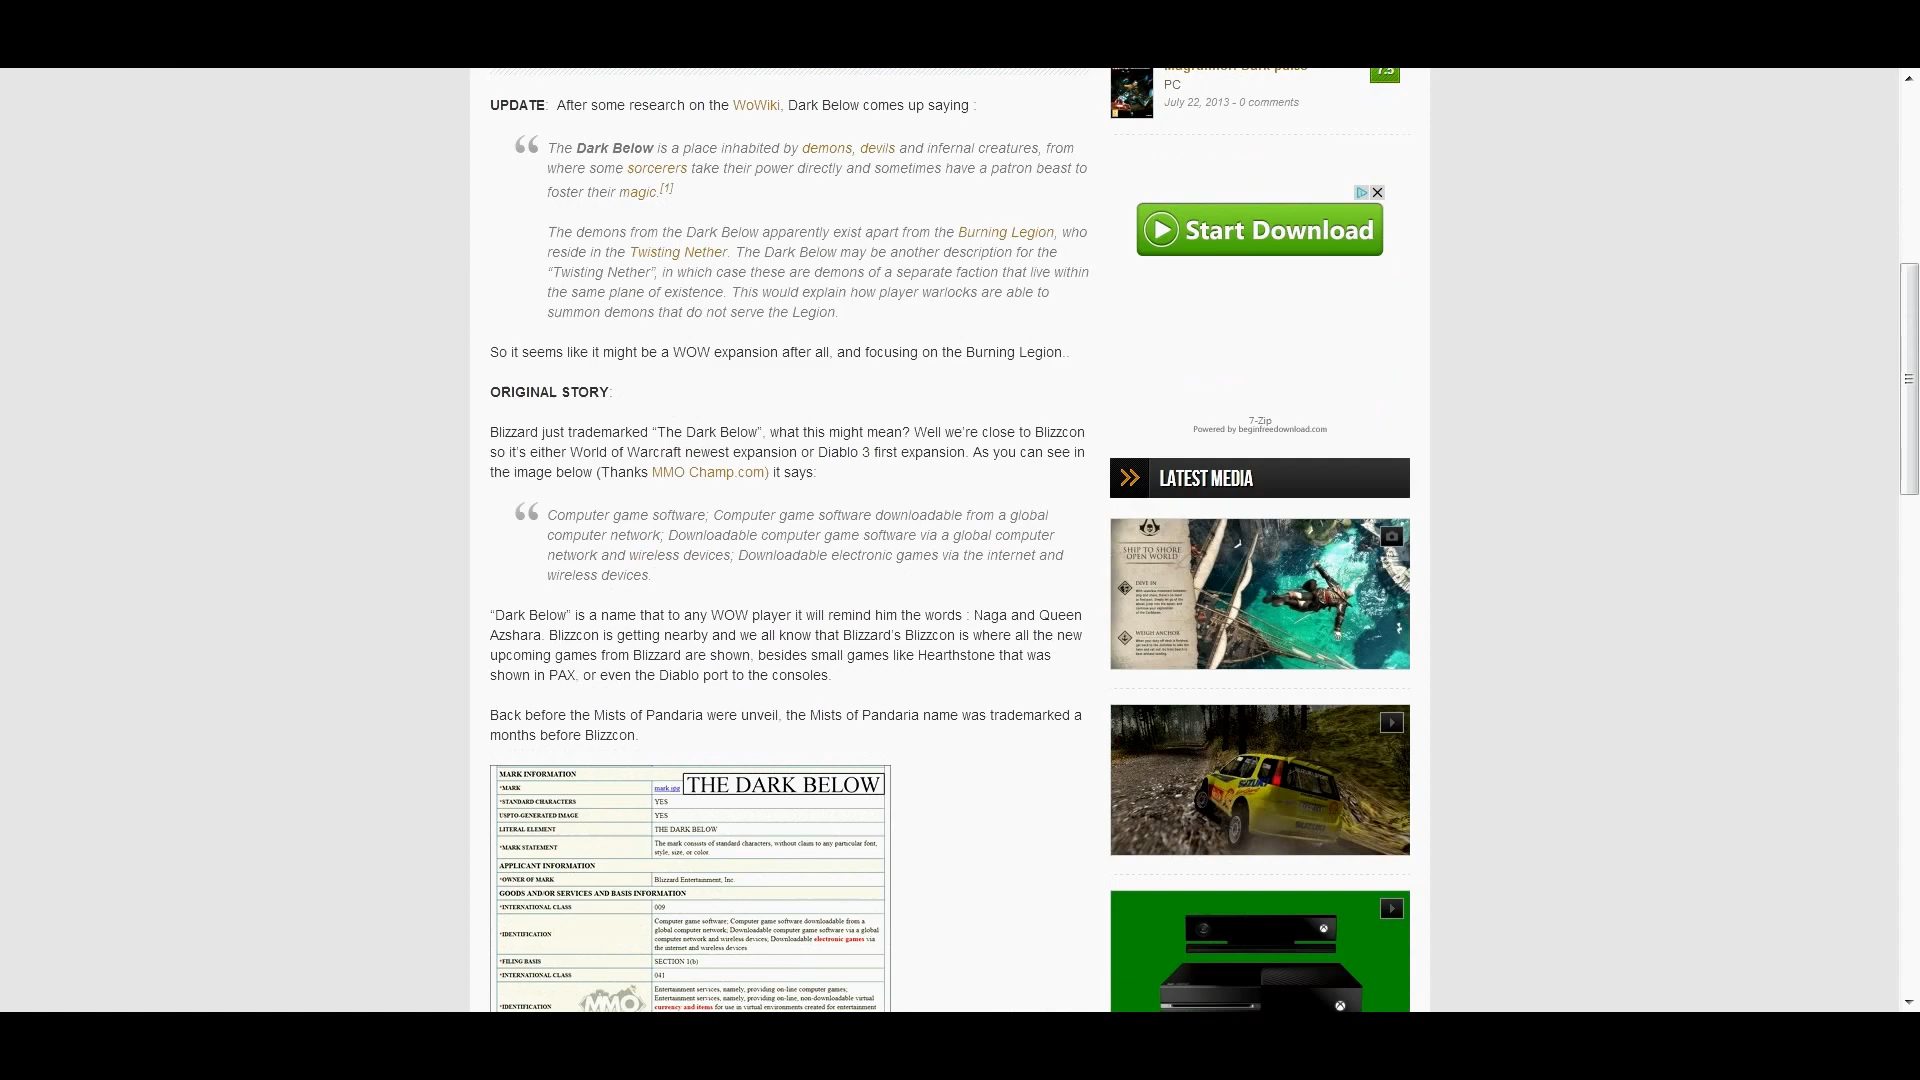 UPDATE:  After some research on the WoWiki, Dark Below comes up saying :
“ The Dark Below is a place inhabited by demons, devils and infernal creatures, from
where some sorcerers take their power directly and sometimes have a patron beast to
foster their magic.[1]
The demons from the Dark Below apparently exist apart from the Burning Legion, who
reside in the Twisting Nether. The Dark Below may be another description for the
“Twisting Nether”, in which case these are demons of a separate faction that live within
the same plane of existence. This would explain how player warlocks are able to
summon demons that do not serve the Legion.
So it seems like it might be a WOW expansion after all, and focusing on the Burning Legion..
ORIGINAL STORY:
Blizzard just trademarked “The Dark Below”, what this might mean? Well we’re close to Blizzcon
so it’s either World of Warcraft newest expansion or Diablo 3 first expansion. As you can see in
the image below (Thanks MMO Champ.com) it says:
“ Computer game software; Computer game software downloadable from a global
computer network; Downloadable computer game software via a global computer
network and wireless devices; Downloadable electronic games via the internet and
wireless devices.
“Dark Below” is a name that to any WOW player it will remind him the words : Naga and Queen
Azshara. Blizzcon is getting nearby and we all know that Blizzard’s Blizzcon is where all the new
upcoming games from Blizzard are shown, besides small games like Hearthstone that was
shown in PAX, or even the Diablo port to the consoles.
Back before the Mists of Pandaria were unveil, the Mists of Pandaria name was trademarked a
months before Blizzcon.
MARK INFORMATION
*MARK mark.jpg THE DARK BELOW
*STANDARD CHARACTERS YES
USPTO-GENERATED IMAGE YES
LITERAL ELEMENT THE DARK BELOW
*MARK STATEMENT The mark consists of standard characters, without claim to any particular font,
style, size, or color.
APPLICANT INFORMATION
*OWNER OF MARK Blizzard Entertainment, Inc.
GOODS AND/OR SERVICES AND BASIS INFORMATION
*INTERNATIONAL CLASS 009
*IDENTIFICATION Computer game software; Computer game software downloadable from a
global computer network; Downloadable computer game software via a global
computer network and wireless devices; Downloadable electronic games via
the internet and wireless devices
*FILING BASIS SECTION 1(b)
*INTERNATIONAL CLASS 041
*IDENTIFICATION Entertainment services, namely, providing on-line computer games;
Entertainment services, namely, providing on-line, non-downloadable virtual
currency and items for use in virtual environments created for entertainment
MMO
PC
7.5
July 22, 2013 - 0 comments
Start Download
7-Zip
Powered by beginfreedownload.com
LATEST MEDIA
SHIP TO SHORE
OPEN WORLD
DIVE IN
WEIGH ANCHOR